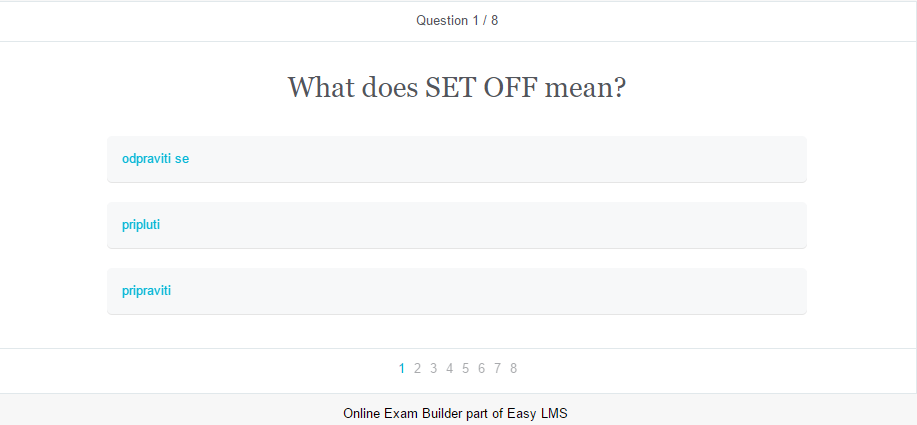 Question 1 / 8
What does SET OFF mean?
odpraviti se
pripluti
pripraviti
1 2 3 4 5 6 7 8
Online Exam Builder part of Easy LMS